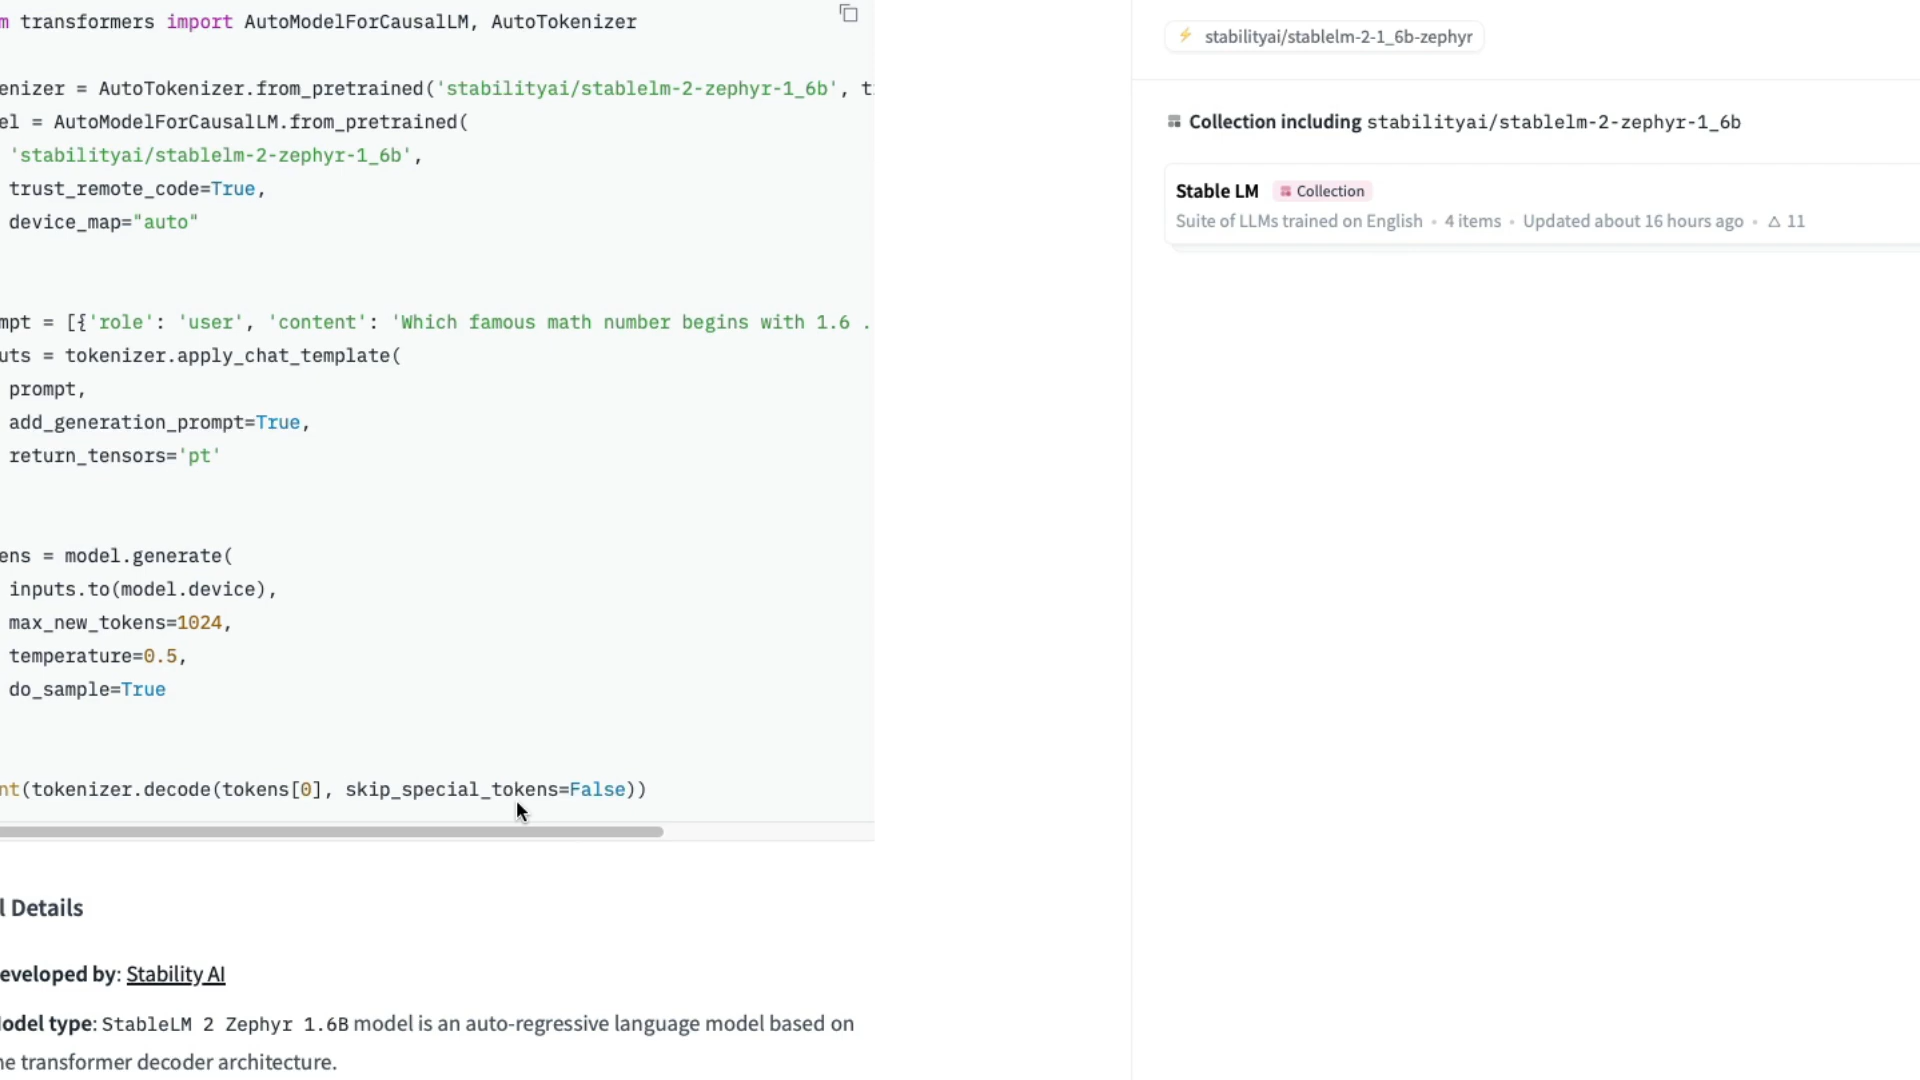 m transformers import AutoModelForCausalLM, AutoTokenizer
enizer = AutoTokenizer.from_pretrained('stabilityai/stablelm-2-zephyr-1_6b', t
el = AutoModelForCausalLM.from_pretrained(
'stabilityai/stablelm-2-zephyr-1_6b',
trust_remote_code=True,
device_map="auto"
mpt = [{'role': 'user', 'content': 'Which famous math number begins with 1.6 .
uts = tokenizer.apply_chat_template(
prompt,
add_generation_prompt=True,
return_tensors='pt'
ens = model.generate(
inputs.to(model.device),
max_new_tokens=1024,
temperature=0.5,
do_sample=True
nt(tokenizer.decode(tokens[0], skip_special_tokens=False))
l Details
eveloped by: Stability AI
odel type: StableLM 2 Zephyr 1.6B model is an auto-regressive language model based on
he transformer decoder architecture.
stabilityai/stablelm-2-1_6b-zephyr
Collection including stabilityai/stablelm-2-zephyr-1_6b
Stable LM Collection
Suite of LLMs trained on English • 4 items • Updated about 16 hours ago • △ 11